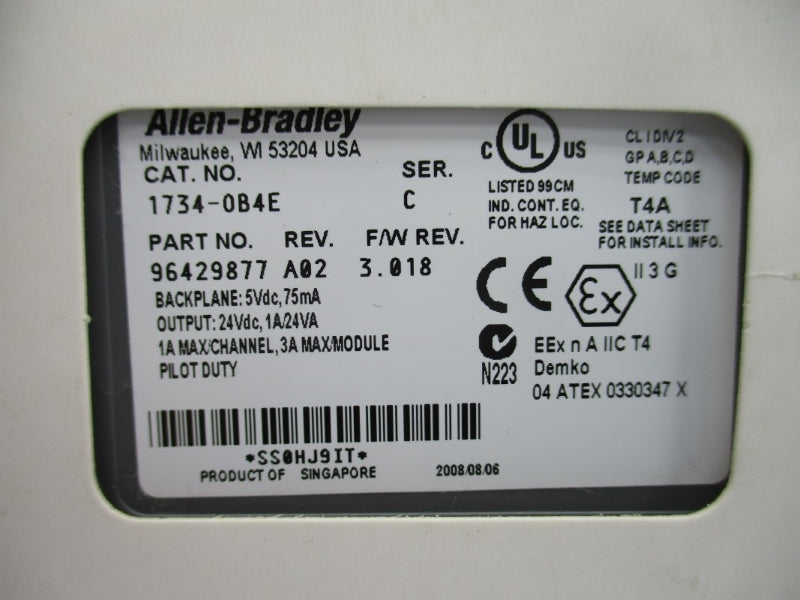 Allen-Bradley
Milwaukee, WI 53204 USA
CAT. NO. SER.
1734-OB4E C
PART NO. REV. F/W REV.
96429877 A02 3.018
BACKPLANE: 5Vdc, 75mA
OUTPUT: 24Vdc, 1A/24VA
1A MAX/CHANNEL, 3A MAX/MODULE
PILOT DUTY
*SS0HJ9IT*
PRODUCT OF SINGAPORE 2008/08/06
C UL US
LISTED 99CM
IND. CONT. EQ.
FOR HAZ LOC.
CL I DIV2
GP A,B,C,D
TEMP CODE
T4A
SEE DATA SHEET
FOR INSTALL INFO.
CE Ex II 3 G
N223
EEx n A IIC T4
Demko
04 ATEX 0330347 X